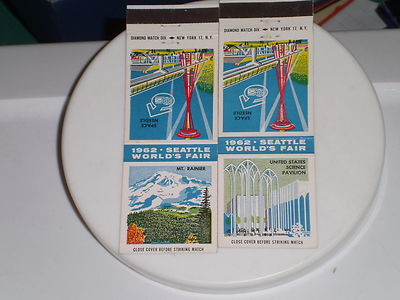 DIAMOND MATCH DIV. NEW YORK 17, N.Y.
SPACE
NEEDLE
1962 • SEATTLE
WORLD'S FAIR
MT. RAINIER
CLOSE COVER BEFORE STRIKING MATCH
DIAMOND MATCH DIV. NEW YORK 17, N.Y.
SPACE
NEEDLE
1962 • SEATTLE
WORLD'S FAIR
UNITED STATES
SCIENCE
PAVILION
CLOSE COVER BEFORE STRIKING MATCH